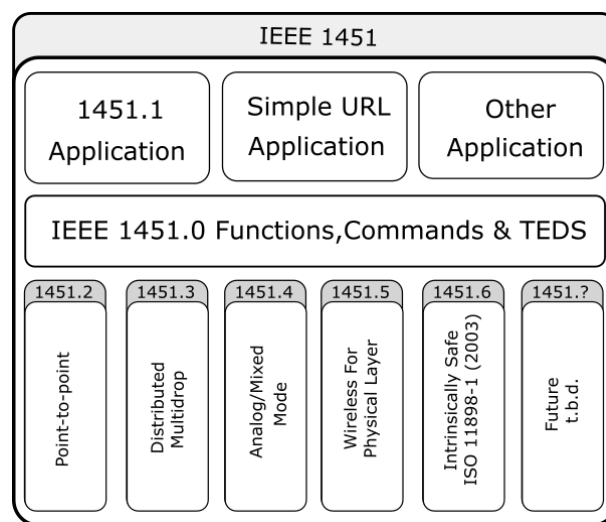 IEEE 1451
1451.1
Application
Simple URL
Application
Other
Application
IEEE 1451.0 Functions,Commands & TEDS
1451.2
Point-to-point
1451.3
Distributed
Multidrop
1451.4
Analog/Mixed
Mode
1451.5
Wireless For
Physical Layer
1451.6
Intrinsically Safe
ISO 11898-1 (2003)
1451.?
Future
t.b.d.